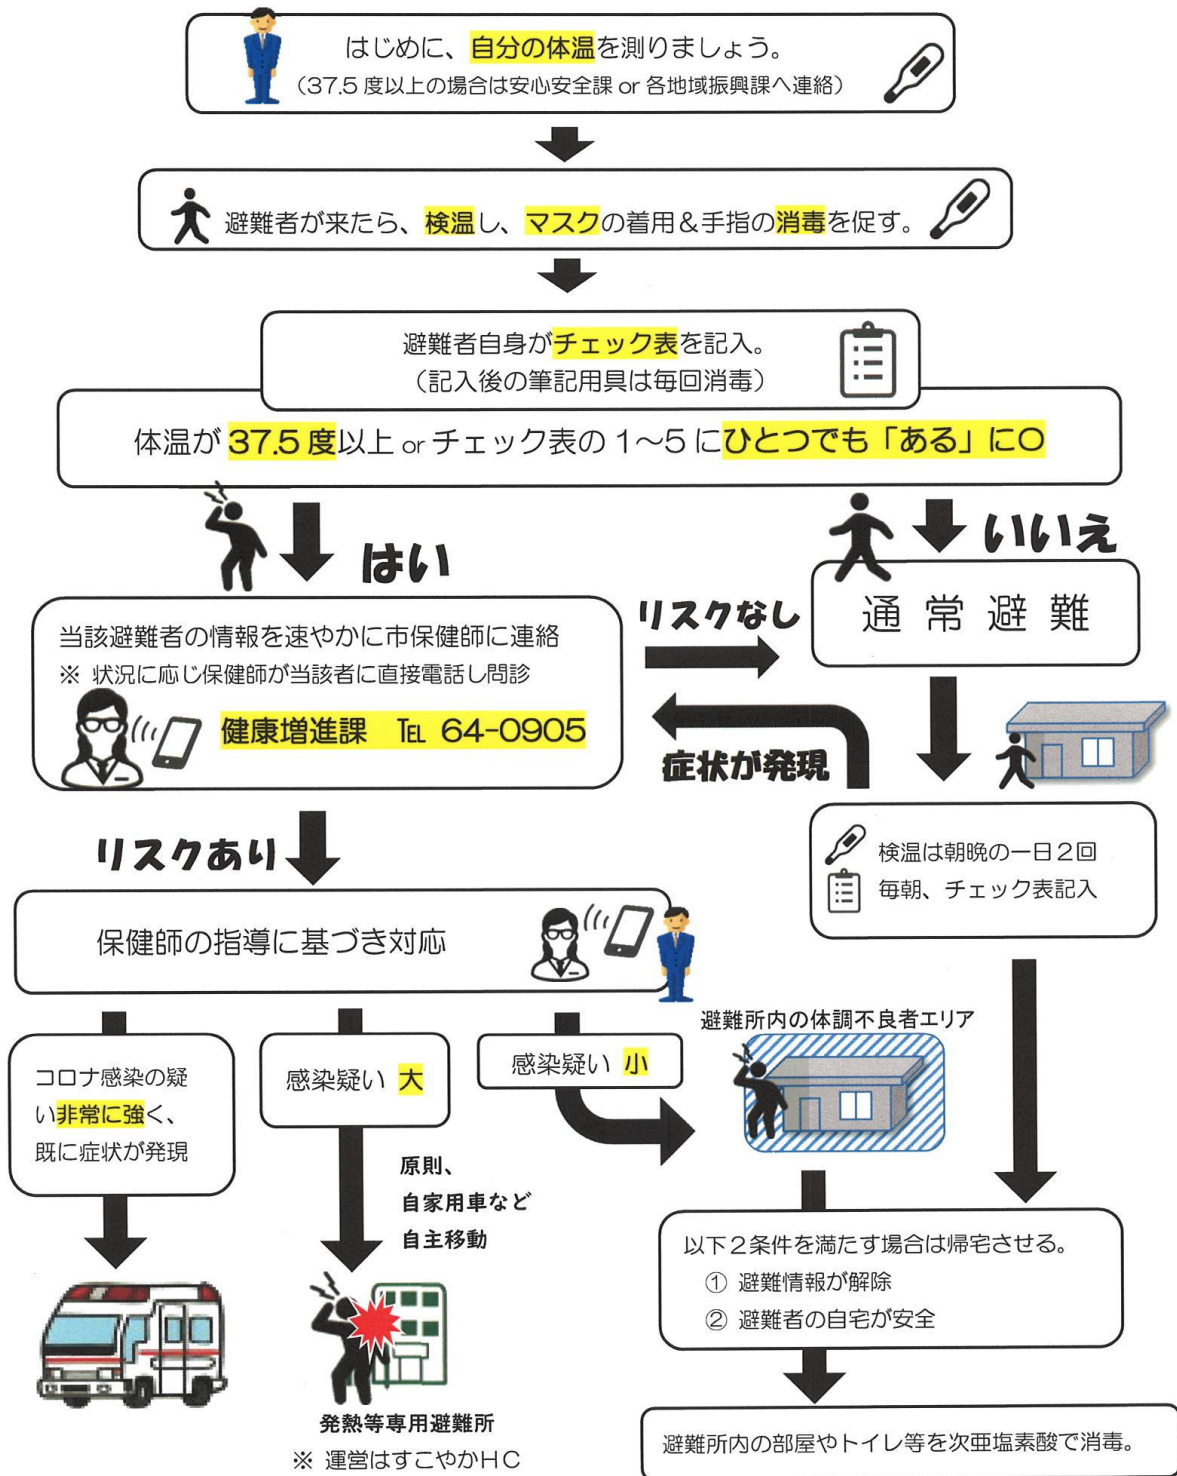 はじめに、自分の体温を測りましょう。
（37.5度以上の場合は安心安全課 or 各地域振興課へ連絡）
避難者が来たら、検温し、マスクの着用＆手指の消毒を促す。
避難者自身がチェック表を記入。
（記入後の筆記用具は毎回消毒）
体温が 37.5度以上 or チェック表の1～5にひとつでも「ある」に○
はい
いいえ
当該避難者の情報を速やかに市保健師に連絡
※ 状況に応じ保健師が当該者に直接電話し問診
健康増進課 ℡ 64-0905
リスクなし
通常避難
症状が発現
検温は朝晩の一日2回
毎朝、チェック表記入
リスクあり
保健師の指導に基づき対応
コロナ感染の疑
い非常に強く、
既に症状が発現
感染疑い 大
感染疑い 小
避難所内の体調不良者エリア
原則、
自家用車など
自主移動
発熱等専用避難所
※ 運営はすこやかHC
以下2条件を満たす場合は帰宅させる。
① 避難情報が解除
② 避難者の自宅が安全
避難所内の部屋やトイレ等を次亜塩素酸で消毒。